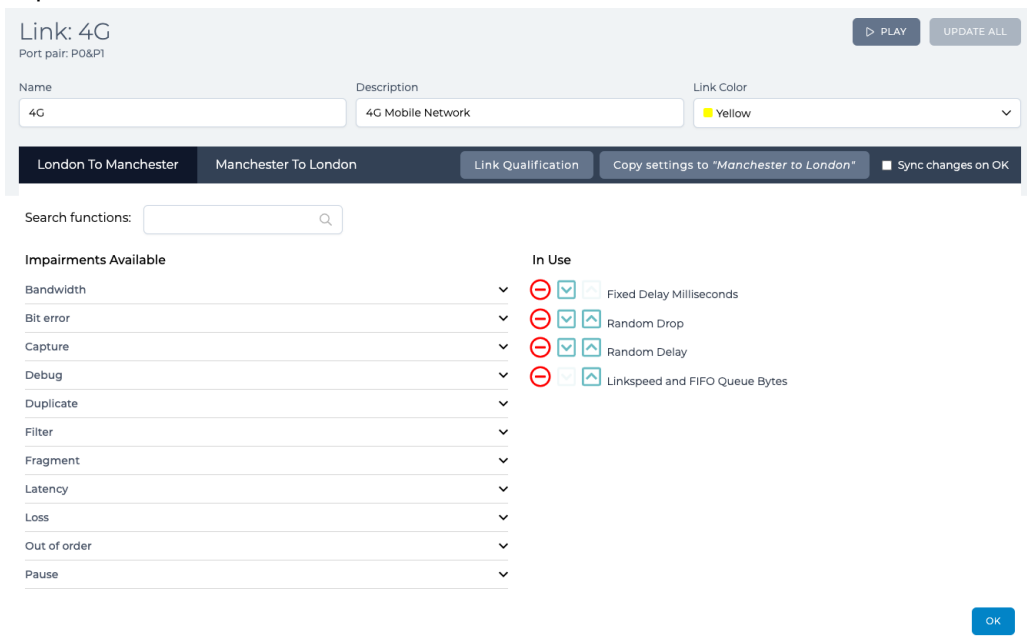 Link: 4G
Port pair: P0&P1
PLAY
UPDATE ALL
Name
Description
Link Color
4G
4G Mobile Network
Yellow
London To Manchester
Manchester To London
Link Qualification
Copy settings to "Manchester to London"
Sync changes on OK
Search functions:
Impairments Available
Bandwidth
Bit error
Capture
Debug
Duplicate
Filter
Fragment
Latency
Loss
Out of order
Pause
In Use
Fixed Delay Milliseconds
Random Drop
Random Delay
Linkspeed and FIFO Queue Bytes
OK